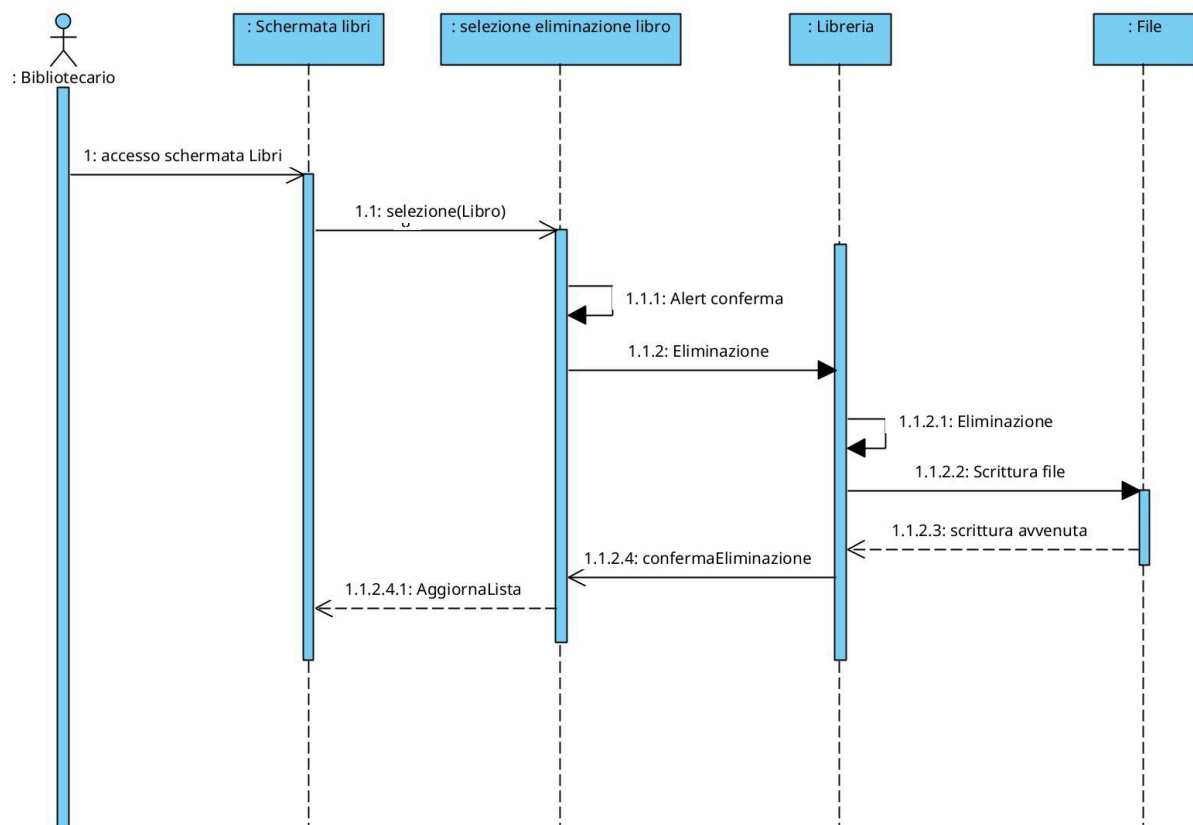 : Schermata libri
: selezione eliminazione libro
: Libreria
: File
: Bibliotecario
1: accesso schermata Libri
1.1: selezione(Libro)
1.1.1: Alert conferma
1.1.2: Eliminazione
1.1.2.1: Eliminazione
1.1.2.2: Scrittura file
1.1.2.3: scrittura avvenuta
1.1.2.4: confermaEliminazione
1.1.2.4.1: AggiornaLista